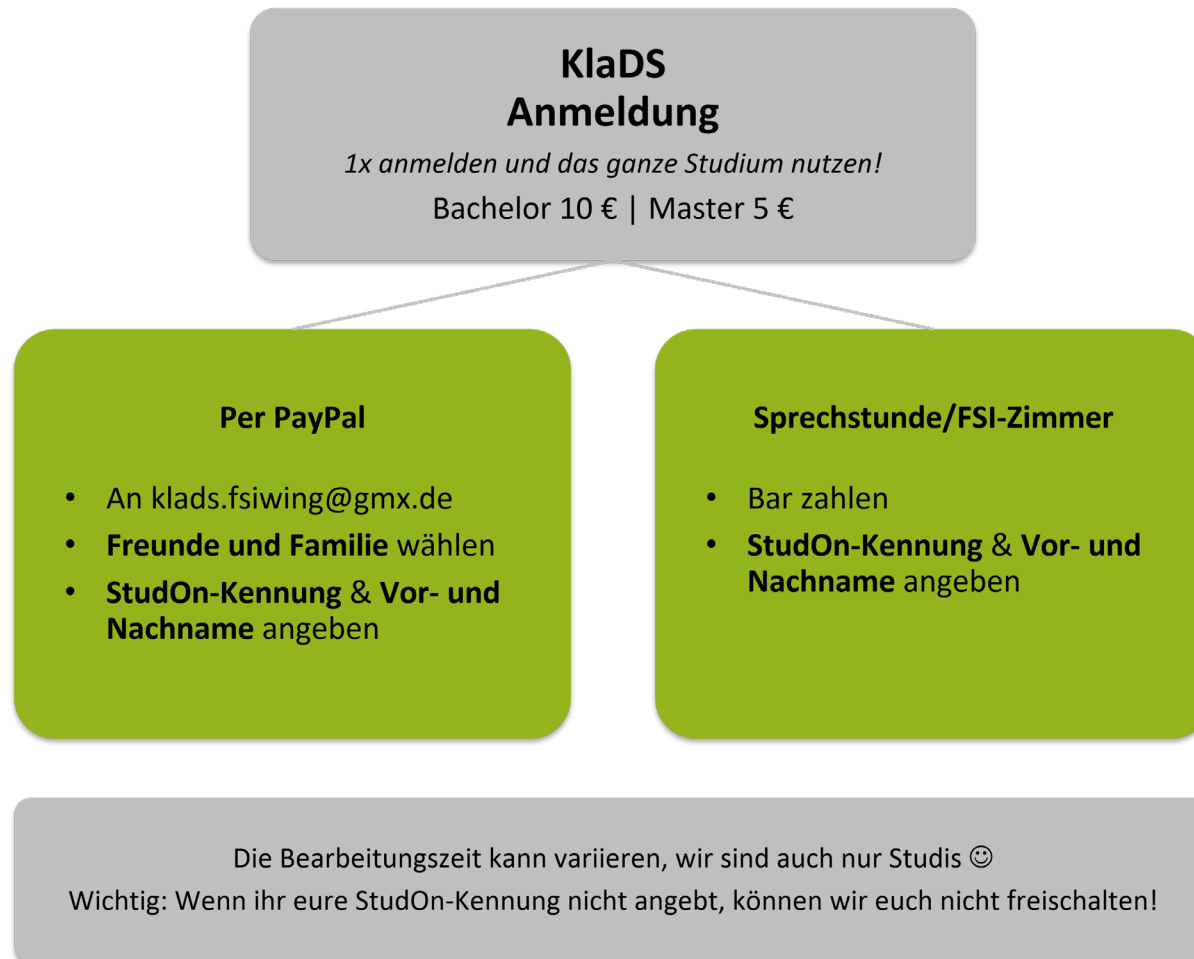 KlaDS
Anmeldung
1x anmelden und das ganze Studium nutzen!
Bachelor 10 € | Master 5 €
Per PayPal
• An klads.fsiwing@gmx.de
• Freunde und Familie wählen
• StudOn-Kennung & Vor- und
Nachname angeben
Sprechstunde/FSI-Zimmer
• Bar zahlen
• StudOn-Kennung & Vor- und
Nachname angeben
Die Bearbeitungszeit kann variieren, wir sind auch nur Studis ☺
Wichtig: Wenn ihr eure StudOn-Kennung nicht angebt, können wir euch nicht freischalten!